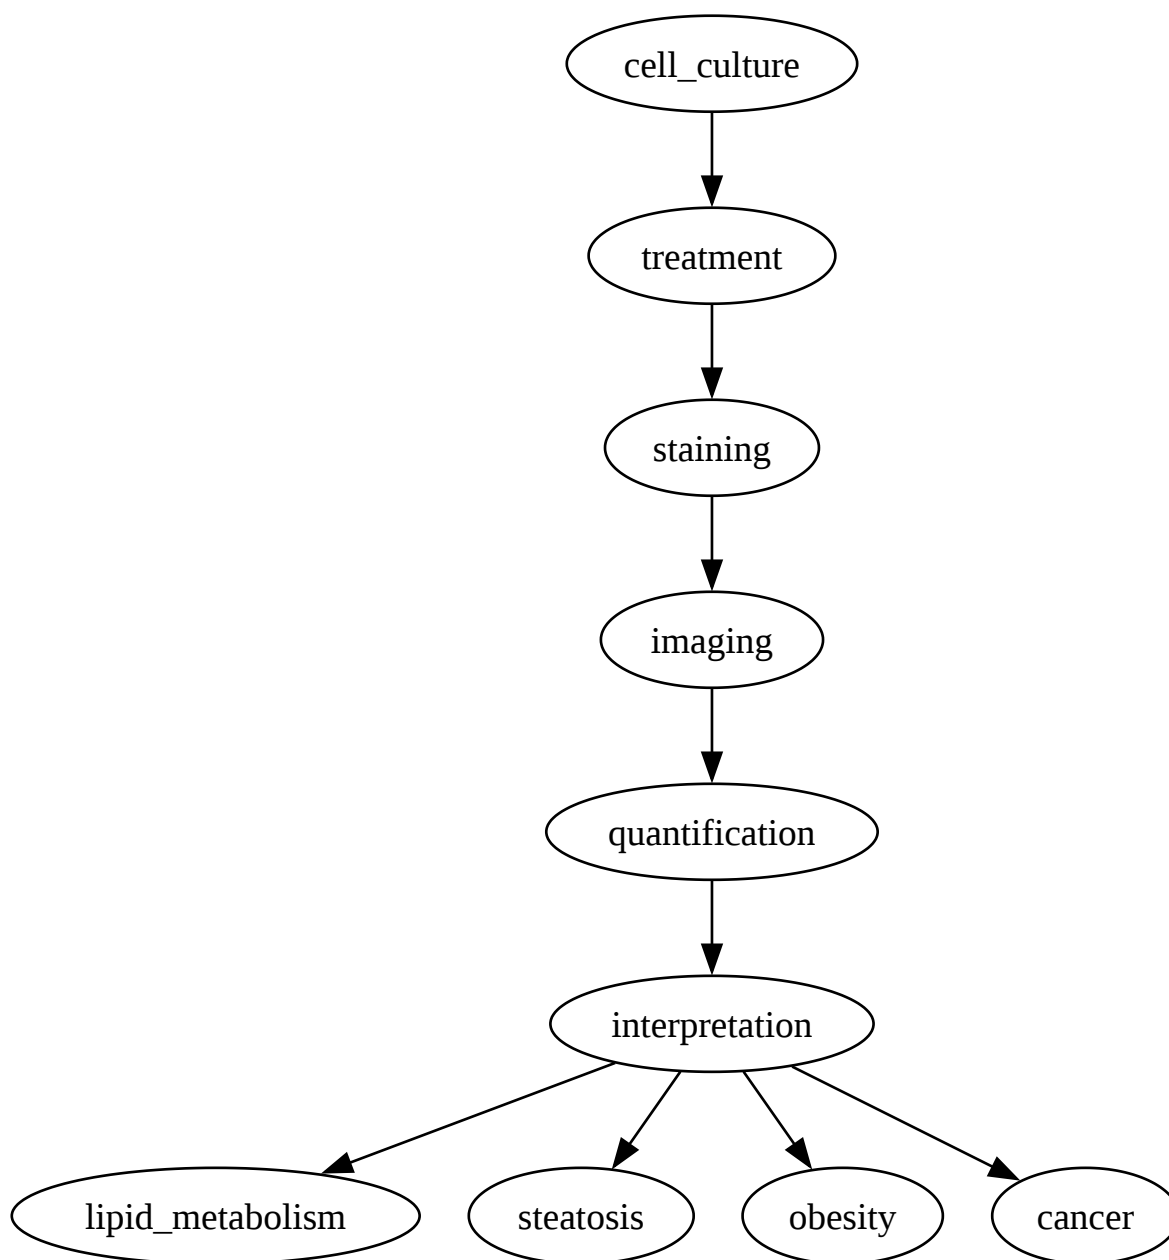 cell_culture
treatment
staining
imaging
quantification
interpretation
lipid_metabolism steatosis obesity cancer